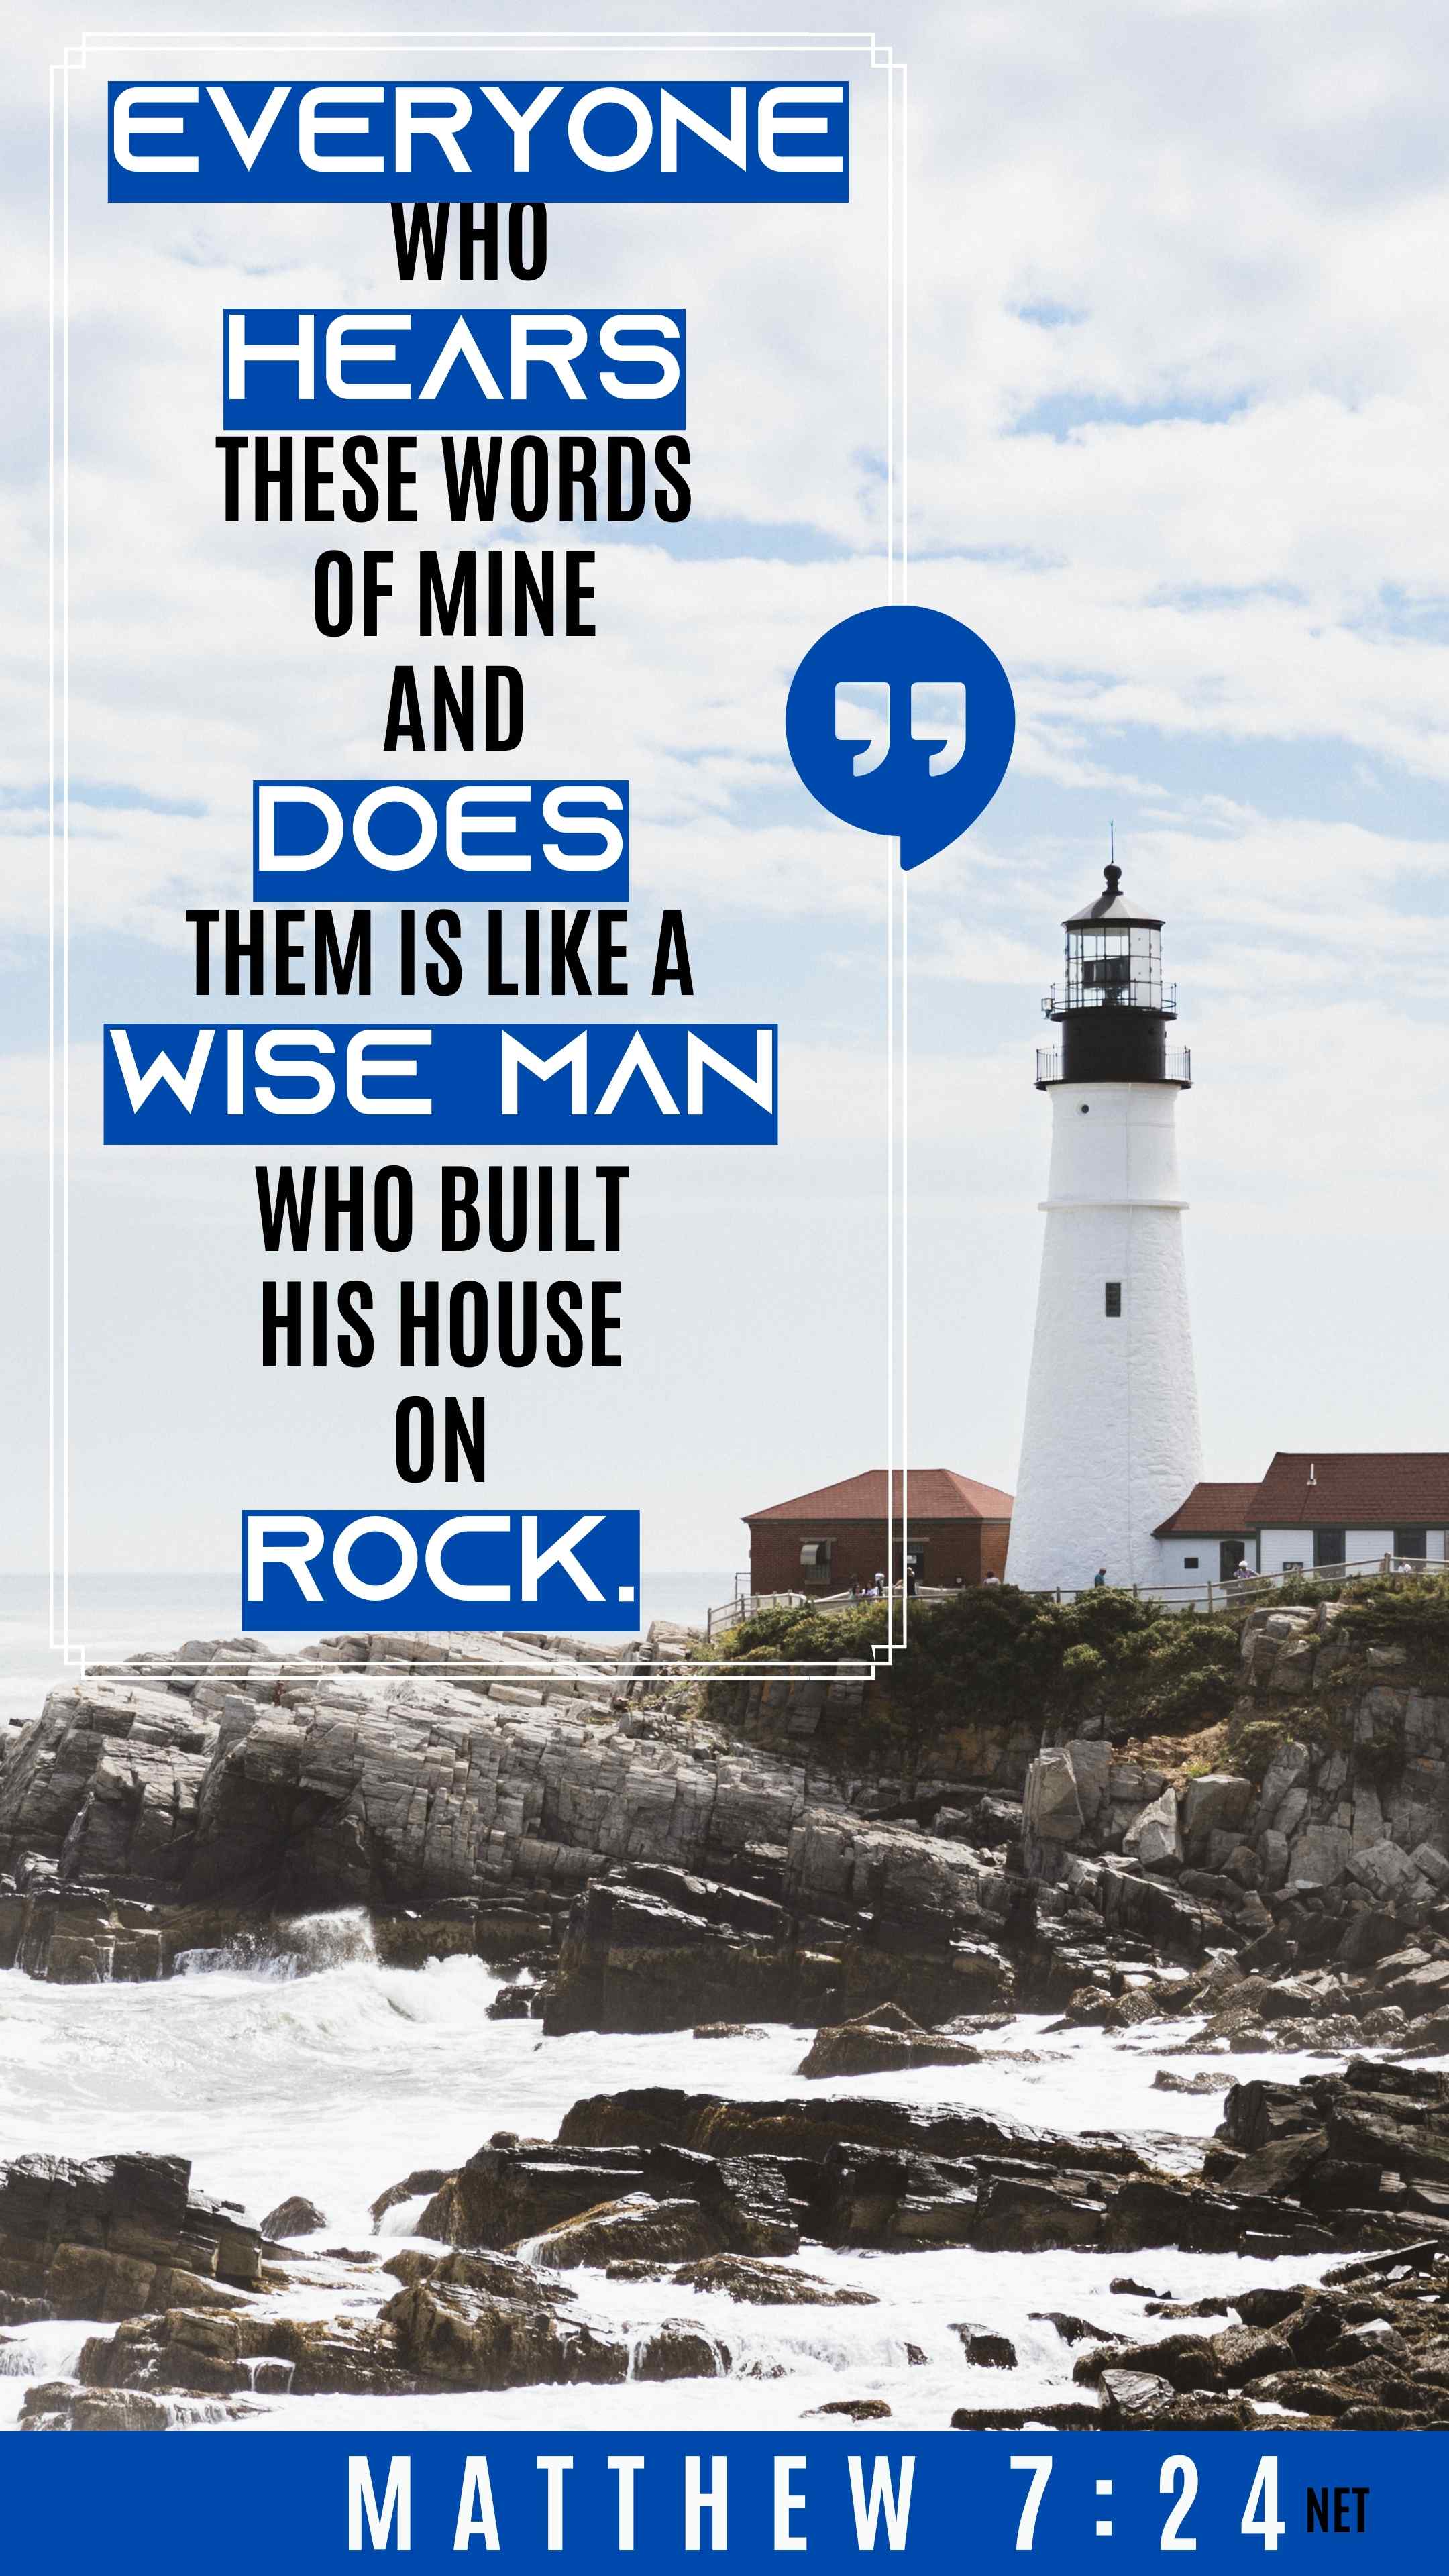 EVERYONE
WHO
HEARS
THESE WORDS
OF MINE
AND
DOES
THEM IS LIKE A
WISE MAN
WHO BUILT
HIS HOUSE
ON
ROCK.
MATTHEW 7:24 NET